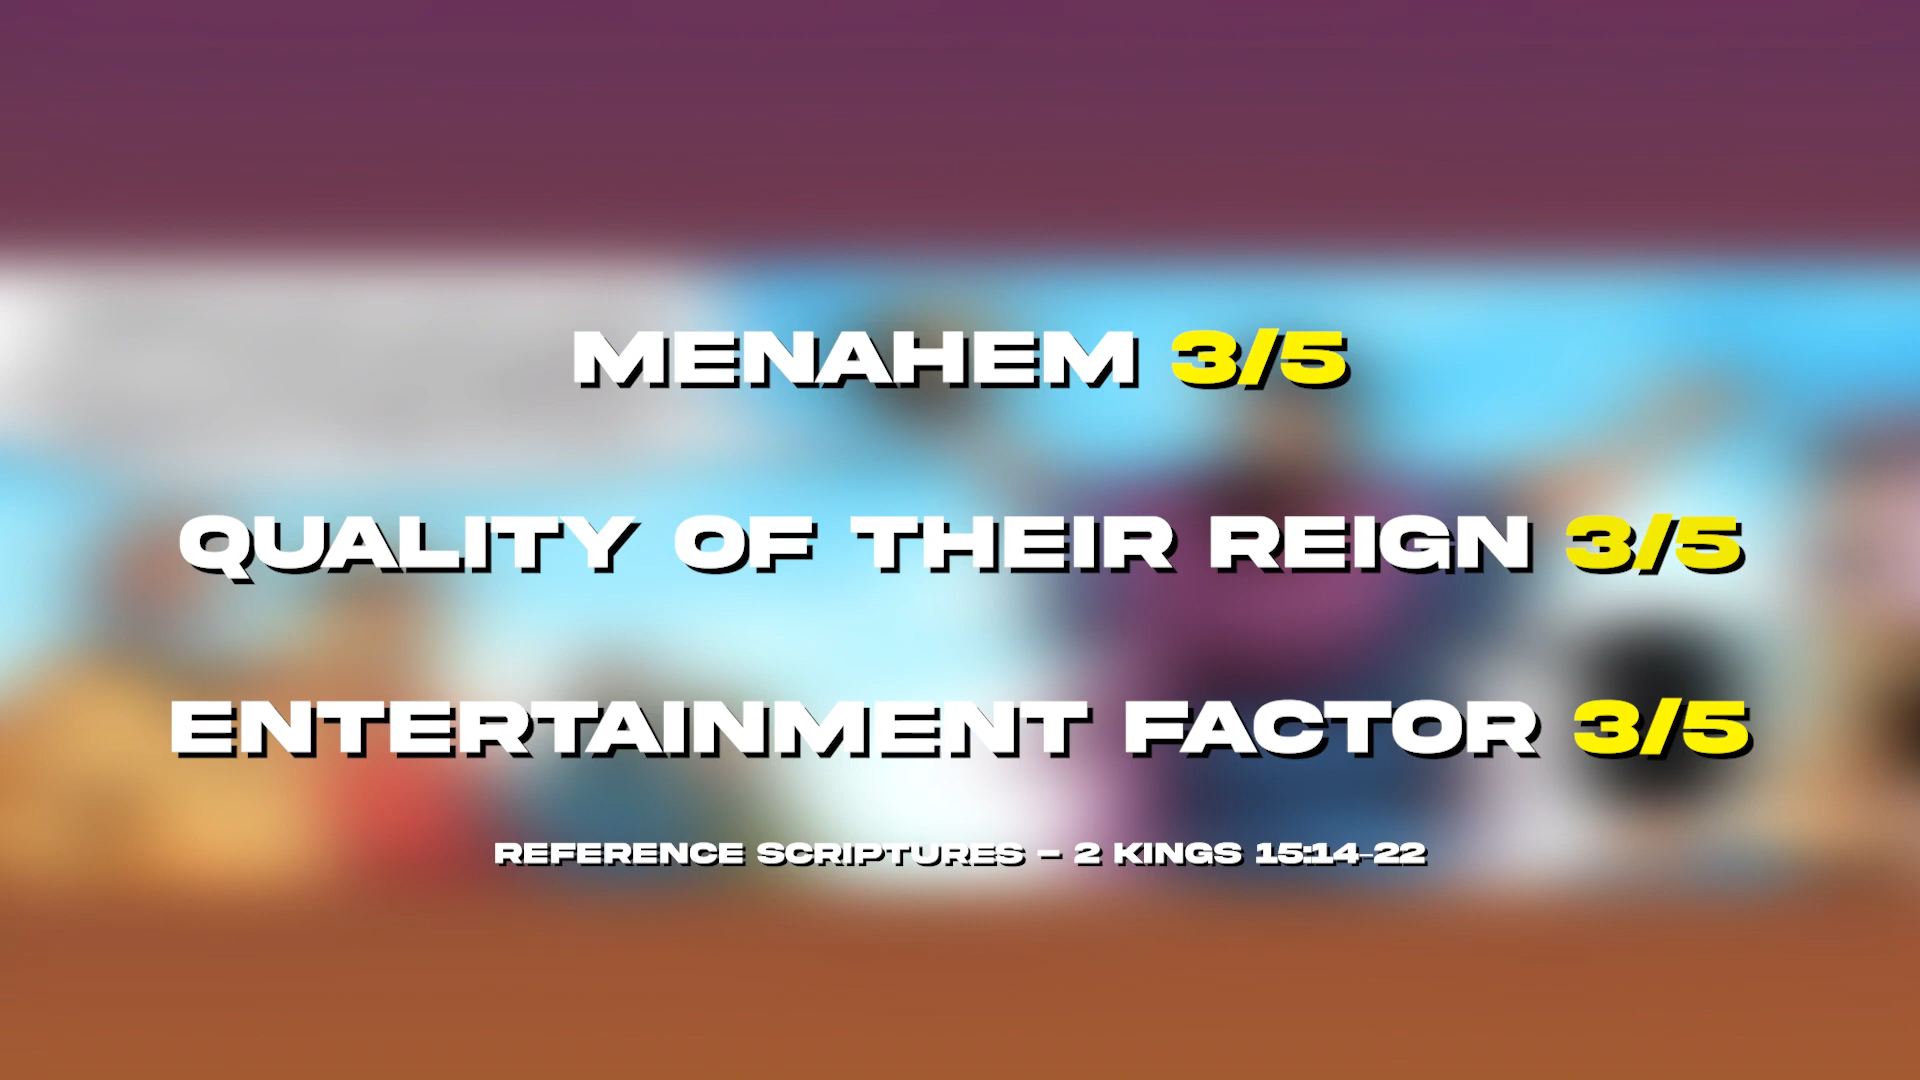 MENAHEM 3/5
QUALITY OF THEIR REIGN 3/5
ENTERTAINMENT FACTOR 3/5
REFERENCE SCRIPTURES - 2 KINGS 15:14-22